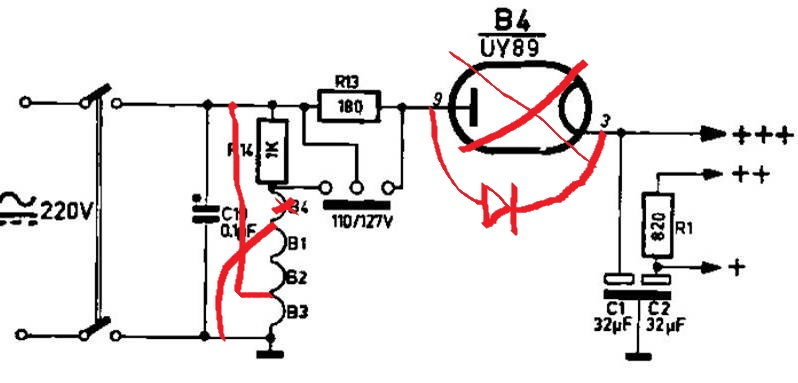 B4
UY89
R13
180
9
3
+++
R14
1K
B4
++
220V
C19
0.1µF
110/127V
B1
820
R1
B2
+
B3
C1
C2
32µF
32µF